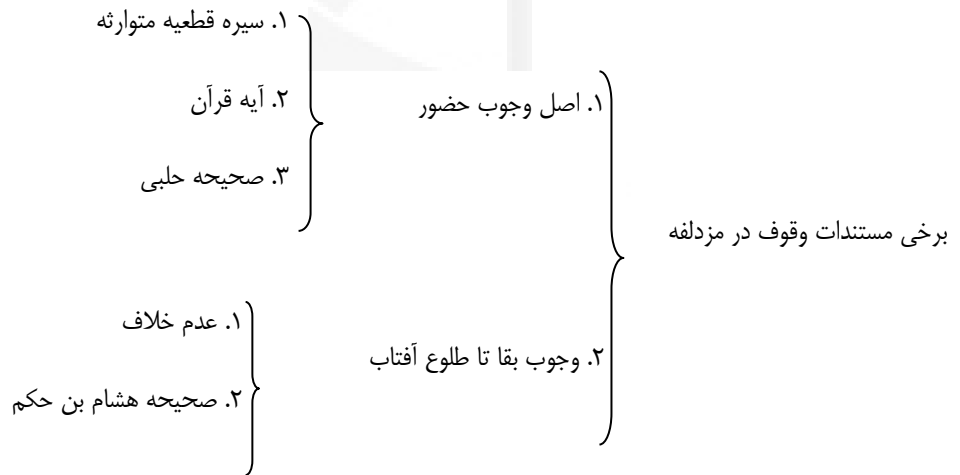 برخی مستندات وقوف در مزدلفه
۱. اصل وجوب حضور
۱. سیره قطعیه متوارثه
۲. آیه قرآن
۳. صحیحه حلبی
۲. وجوب بقا تا طلوع آفتاب
۱. عدم خلاف
۲. صحیحه هشام بن حکم